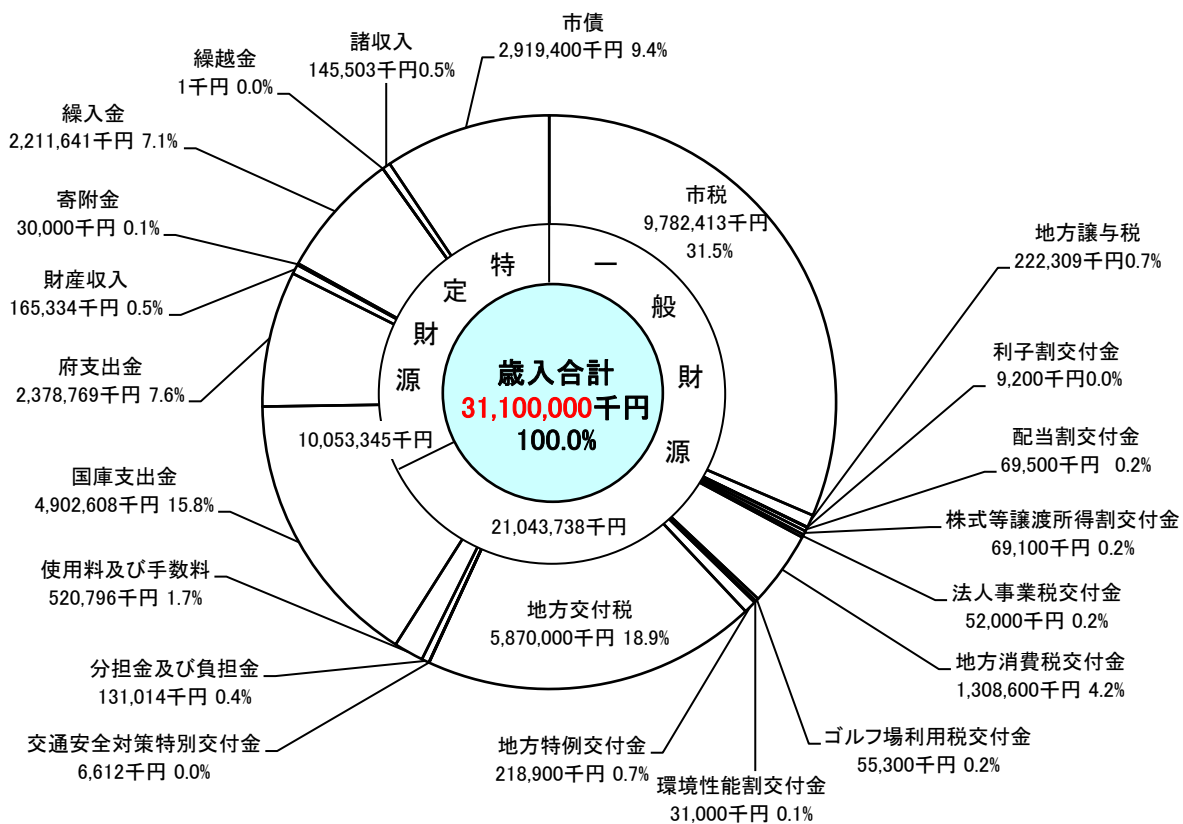 市債
2,919,400千円 9.4%
諸収入
145,503千円0.5%
繰越金
1千円 0.0%
繰入金
2,211,641千円 7.1%
寄附金
30,000千円 0.1%
財産収入
165,334千円 0.5%
府支出金
2,378,769千円 7.6%
国庫支出金
4,902,608千円 15.8%
使用料及び手数料
520,796千円 1.7%
分担金及び負担金
131,014千円 0.4%
交通安全対策特別交付金
6,612千円 0.0%
市税
9,782,413千円
31.5%
地方譲与税
222,309千円0.7%
利子割交付金
9,200千円0.0%
配当割交付金
69,500千円 0.2%
株式等譲渡所得割交付金
69,100千円 0.2%
法人事業税交付金
52,000千円 0.2%
地方消費税交付金
1,308,600千円 4.2%
ゴルフ場利用税交付金
55,300千円 0.2%
環境性能割交付金
31,000千円 0.1%
地方特例交付金
218,900千円 0.7%
地方交付税
5,870,000千円 18.9%
特定財源
10,053,345千円
一般財源
21,043,738千円
歳入合計
31,100,000千円
100.0%